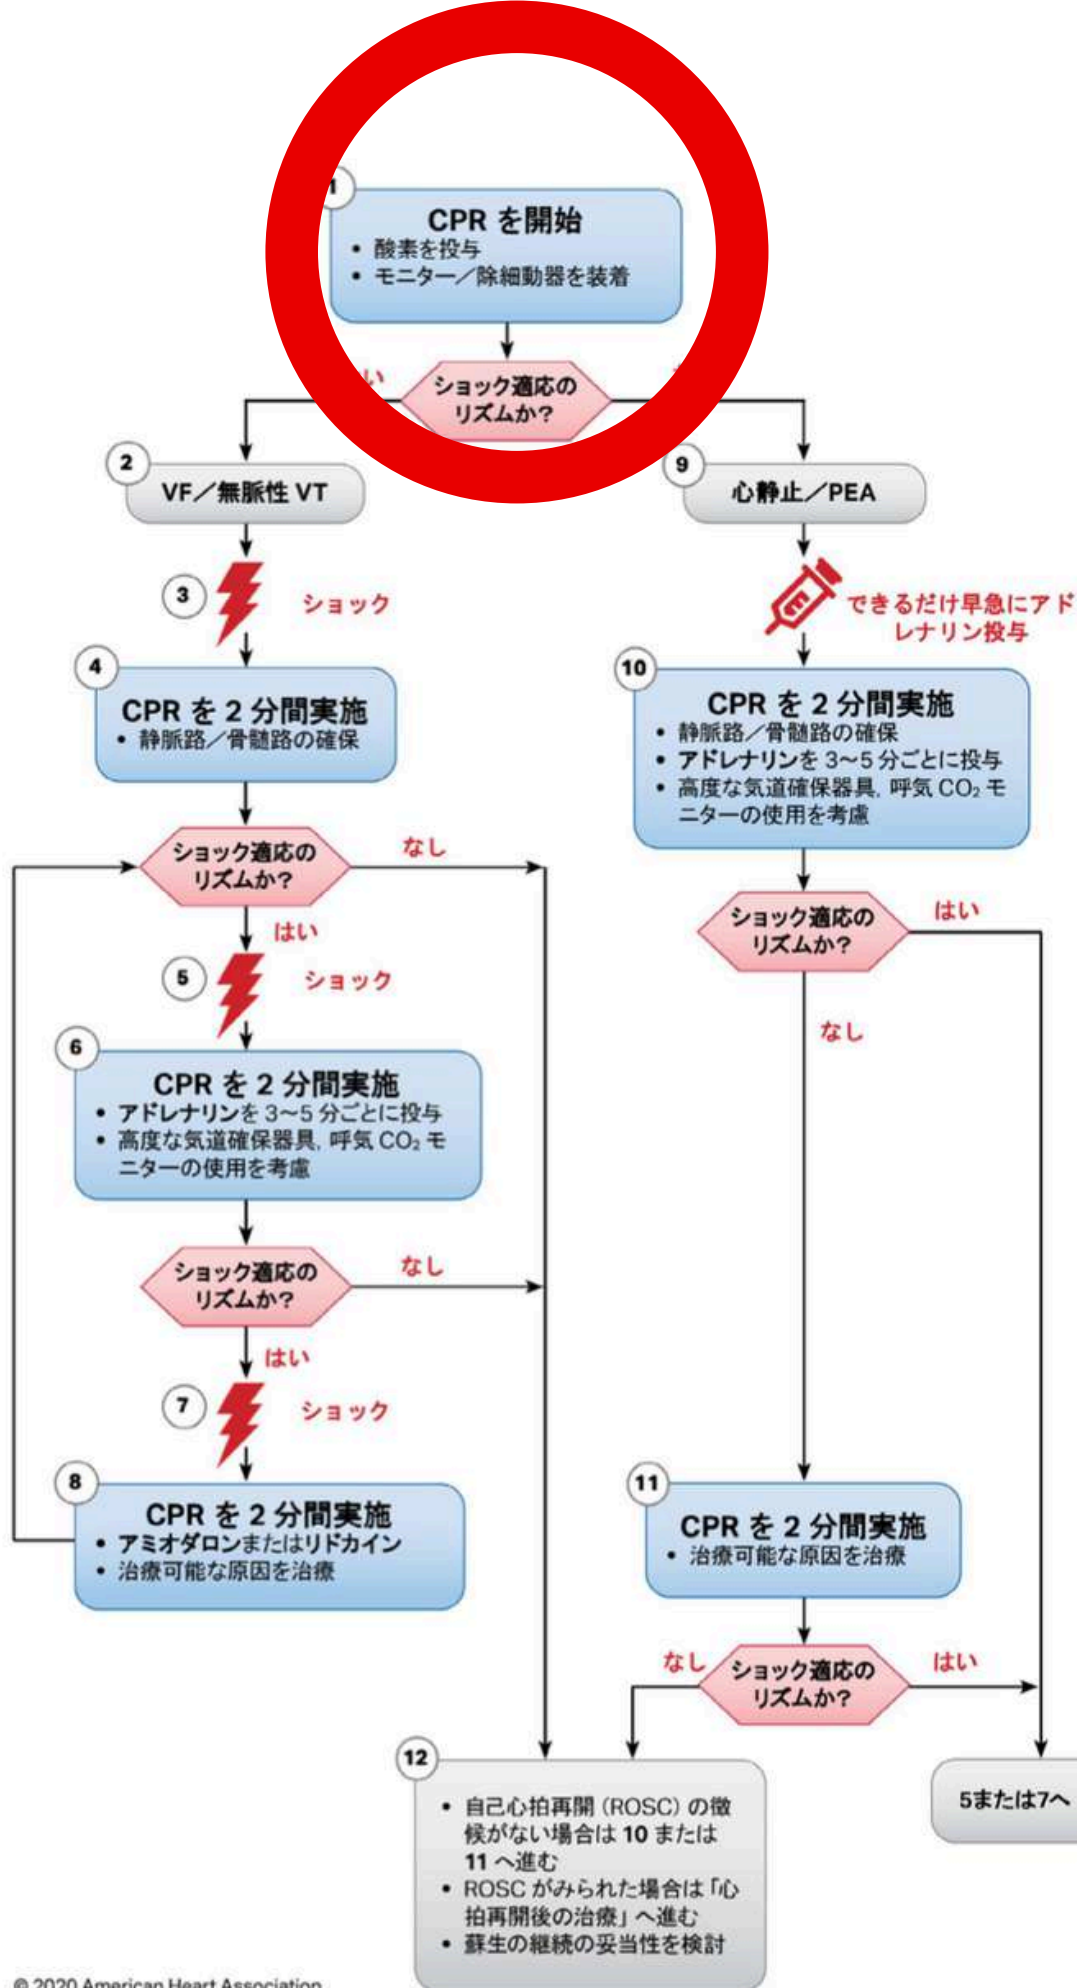 1
CPR を開始
• 酸素を投与
• モニター／除細動器を装着
い
ショック適応の
リズムか?
2
VF／無脈性 VT
9
心静止／PEA
3
ショック
できるだけ早急にアド
レナリン投与
4
CPR を 2 分間実施
• 静脈路／骨髄路の確保
10
CPR を 2 分間実施
• 静脈路／骨髄路の確保
• アドレナリンを 3〜5 分ごとに投与
• 高度な気道確保器具, 呼気 CO₂ モ
ニターの使用を考慮
ショック適応の
リズムか?
なし
はい
ショック適応の
リズムか?
はい
なし
5
ショック
6
CPR を 2 分間実施
• アドレナリンを 3〜5 分ごとに投与
• 高度な気道確保器具, 呼気 CO₂ モ
ニターの使用を考慮
ショック適応の
リズムか?
なし
はい
7
ショック
8
CPR を 2 分間実施
• アミオダロンまたはリドカイン
• 治療可能な原因を治療
11
CPR を 2 分間実施
• 治療可能な原因を治療
なし
ショック適応の
リズムか?
はい
12
• 自己心拍再開 (ROSC) の徴
候がない場合は 10 または
11 へ進む
• ROSC がみられた場合は「心
拍再開後の治療」へ進む
• 蘇生の継続の妥当性を検討
5または7へ
© 2020 American Heart Association